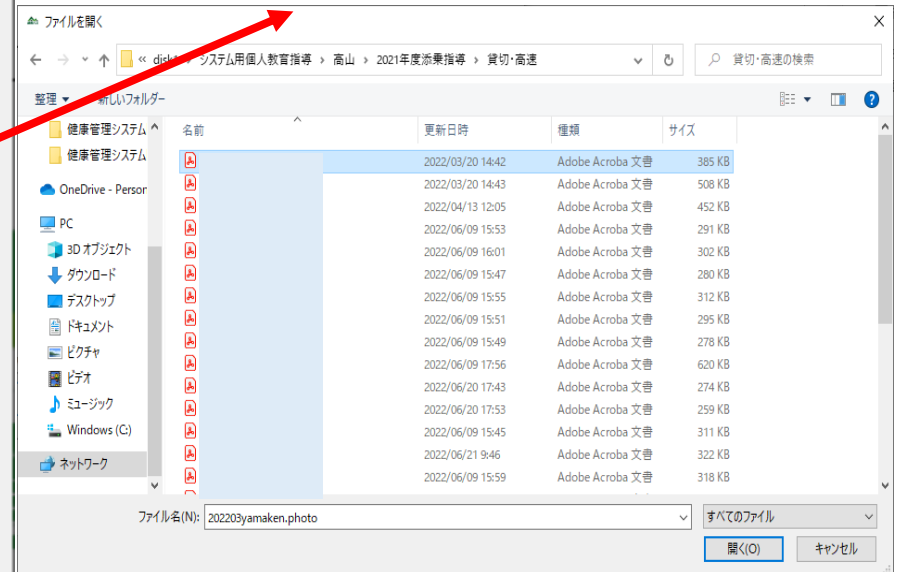 ファイルを開く
« disk1 › システム用個人教育指導 › 高山 › 2021年度添乗指導 › 貸切・高速
貸切・高速の検索
整理 新しいフォルダー
健康管理システム
健康管理システム
OneDrive - Person
PC
3D オブジェクト
ダウンロード
デスクトップ
ドキュメント
ピクチャ
ビデオ
ミュージック
Windows (C:)
ネットワーク
名前 更新日時 種類 サイズ
2022/03/20 14:42 Adobe Acroba 文書 385 KB
2022/03/20 14:43 Adobe Acroba 文書 508 KB
2022/04/13 12:05 Adobe Acroba 文書 452 KB
2022/06/09 15:53 Adobe Acroba 文書 291 KB
2022/06/09 16:01 Adobe Acroba 文書 302 KB
2022/06/09 15:47 Adobe Acroba 文書 280 KB
2022/06/09 15:55 Adobe Acroba 文書 312 KB
2022/06/09 15:51 Adobe Acroba 文書 295 KB
2022/06/09 15:49 Adobe Acroba 文書 278 KB
2022/06/09 17:56 Adobe Acroba 文書 620 KB
2022/06/20 17:43 Adobe Acroba 文書 274 KB
2022/06/20 17:53 Adobe Acroba 文書 259 KB
2022/06/09 15:45 Adobe Acroba 文書 311 KB
2022/06/21 9:46 Adobe Acroba 文書 322 KB
2022/06/09 15:59 Adobe Acroba 文書 318 KB
ファイル名(N): 202203yamaken.photo すべてのファイル
開く(O) キャンセル